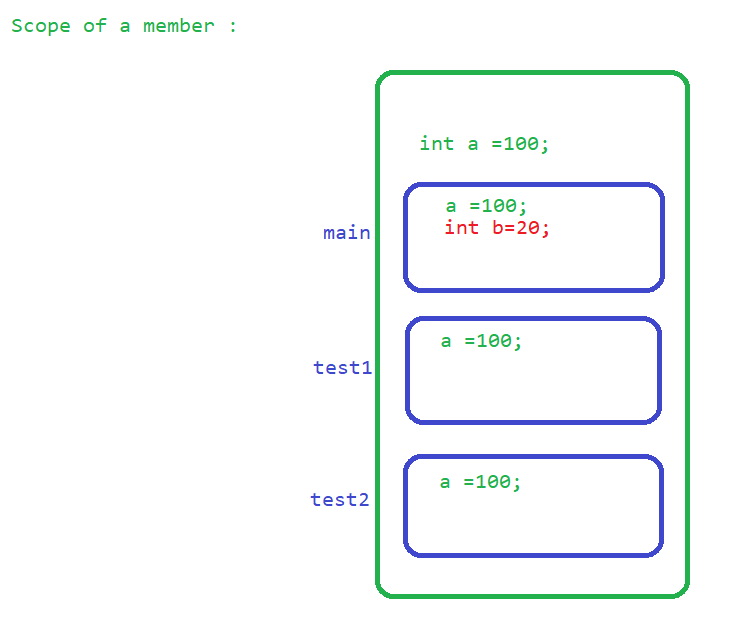 Scope of a member :
int a =100;
a =100;
int b=20;
main
a =100;
test1
a =100;
test2